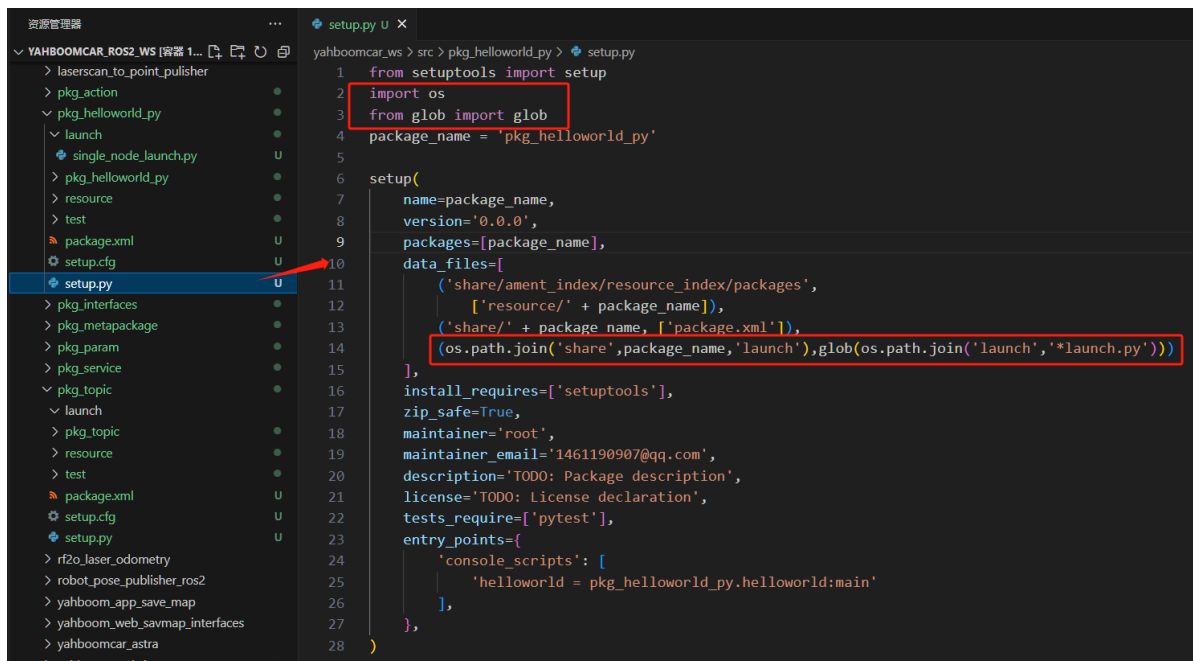 资源管理器
YAHBOOMCAR_ROS2_WS [容器 1...
laserscan_to_point_pulisher
pkg_action
pkg_helloworld_py
launch
single_node_launch.py U
pkg_helloworld_py
resource
test
package.xml U
setup.cfg U
setup.py U
pkg_interfaces
pkg_metapackage
pkg_param
pkg_service
pkg_topic
launch
pkg_topic
resource
test
package.xml U
setup.cfg U
setup.py U
rf2o_laser_odometry
robot_pose_publisher_ros2
yahboom_app_save_map
yahboom_web_savmap_interfaces
yahboomcar_astra
setup.py U
yahboomcar_ws > src > pkg_helloworld_py > setup.py
1 from setuptools import setup
2 import os
3 from glob import glob
4 package_name = 'pkg_helloworld_py'
5
6 setup(
7 name=package_name,
8 version='0.0.0',
9 packages=[package_name],
10 data_files=[
11 ('share/ament_index/resource_index/packages',
12 ['resource/' + package_name]),
13 ('share/' + package_name, ['package.xml']),
14 (os.path.join('share',package_name,'launch'),glob(os.path.join('launch','*launch.py')))
15 ],
16 install_requires=['setuptools'],
17 zip_safe=True,
18 maintainer='root',
19 maintainer_email='1461190907@qq.com',
20 description='TODO: Package description',
21 license='TODO: License declaration',
22 tests_require=['pytest'],
23 entry_points={
24 'console_scripts': [
25 'helloworld = pkg_helloworld_py.helloworld:main'
26 ],
27 },
28 )